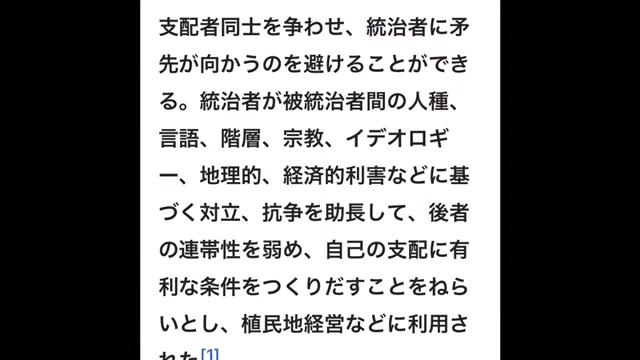 支配者同士を争わせ、統治者に矛
先が向かうのを避けることができ
る。統治者が被統治者間の人種、
言語、階層、宗教、イデオロギ
ー、地理的、経済的利害などに基
づく対立、抗争を助長して、後者
の連帯性を弱め、自己の支配に有
利な条件をつくりだすことをねら
いとし、植民地経営などに利用さ
れた[1]